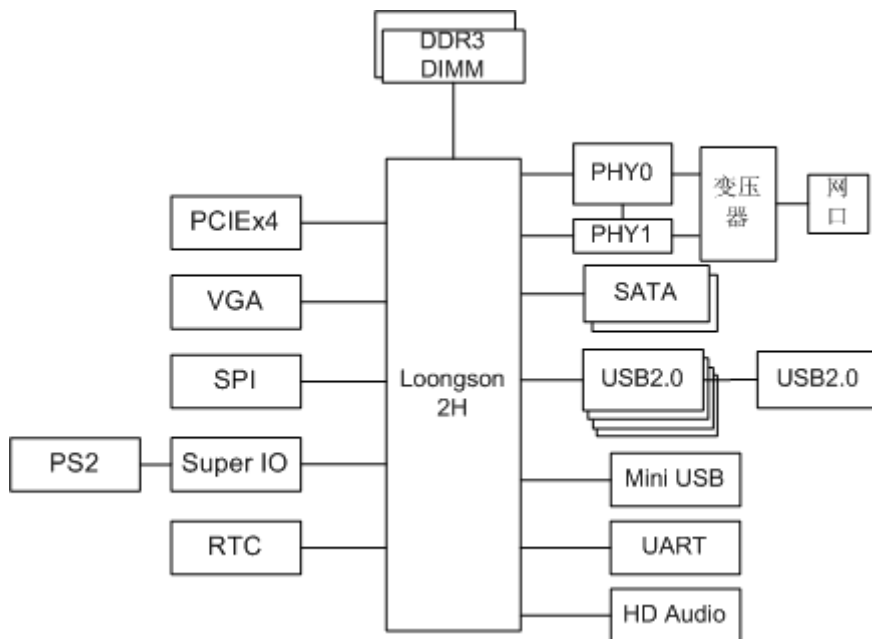 DDR3
DIMM
PCIEx4
VGA
SPI
PS2
Super IO
RTC
Loongson
2H
PHY0
PHY1
变压
器
网
口
SATA
USB2.0
USB2.0
Mini USB
UART
HD Audio